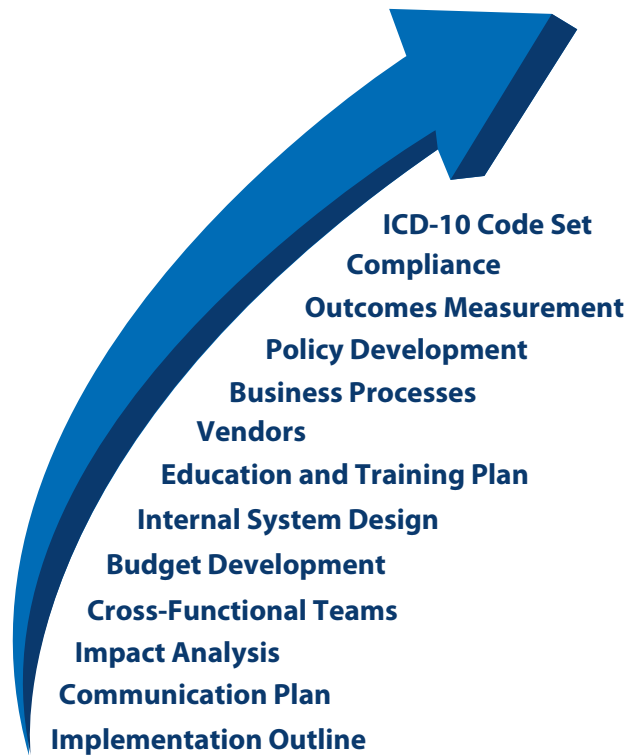 ICD-10 Code Set
Compliance
Outcomes Measurement
Policy Development
Business Processes
Vendors
Education and Training Plan
Internal System Design
Budget Development
Cross-Functional Teams
Impact Analysis
Communication Plan
Implementation Outline